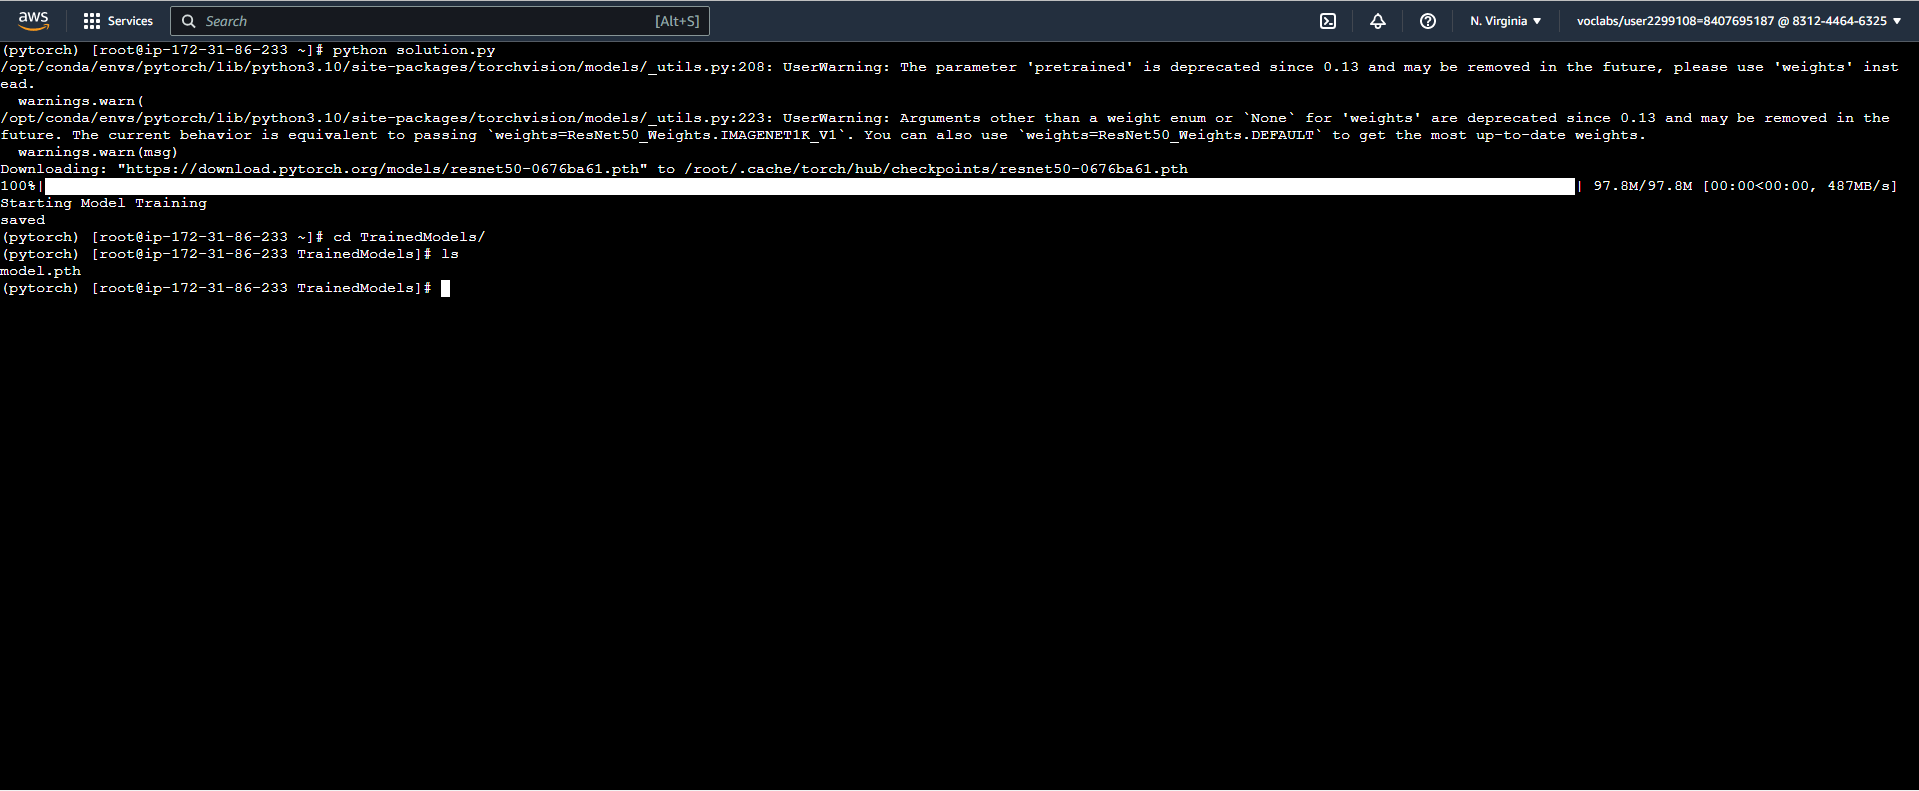 aws Services Search [Alt+S] N. Virginia voclabs/user2299108=8407695187 @ 8312-4464-6325
(pytorch) [root@ip-172-31-86-233 ~]# python solution.py
/opt/conda/envs/pytorch/lib/python3.10/site-packages/torchvision/models/_utils.py:208: UserWarning: The parameter 'pretrained' is deprecated since 0.13 and may be removed in the future, please use 'weights' inst
ead.
  warnings.warn(
/opt/conda/envs/pytorch/lib/python3.10/site-packages/torchvision/models/_utils.py:223: UserWarning: Arguments other than a weight enum or `None` for 'weights' are deprecated since 0.13 and may be removed in the
future. The current behavior is equivalent to passing `weights=ResNet50_Weights.IMAGENET1K_V1`. You can also use `weights=ResNet50_Weights.DEFAULT` to get the most up-to-date weights.
  warnings.warn(msg)
Downloading: "https://download.pytorch.org/models/resnet50-0676ba61.pth" to /root/.cache/torch/hub/checkpoints/resnet50-0676ba61.pth
100%| | 97.8M/97.8M [00:00<00:00, 487MB/s]
Starting Model Training
saved
(pytorch) [root@ip-172-31-86-233 ~]# cd TrainedModels/
(pytorch) [root@ip-172-31-86-233 TrainedModels]# ls
model.pth
(pytorch) [root@ip-172-31-86-233 TrainedModels]#